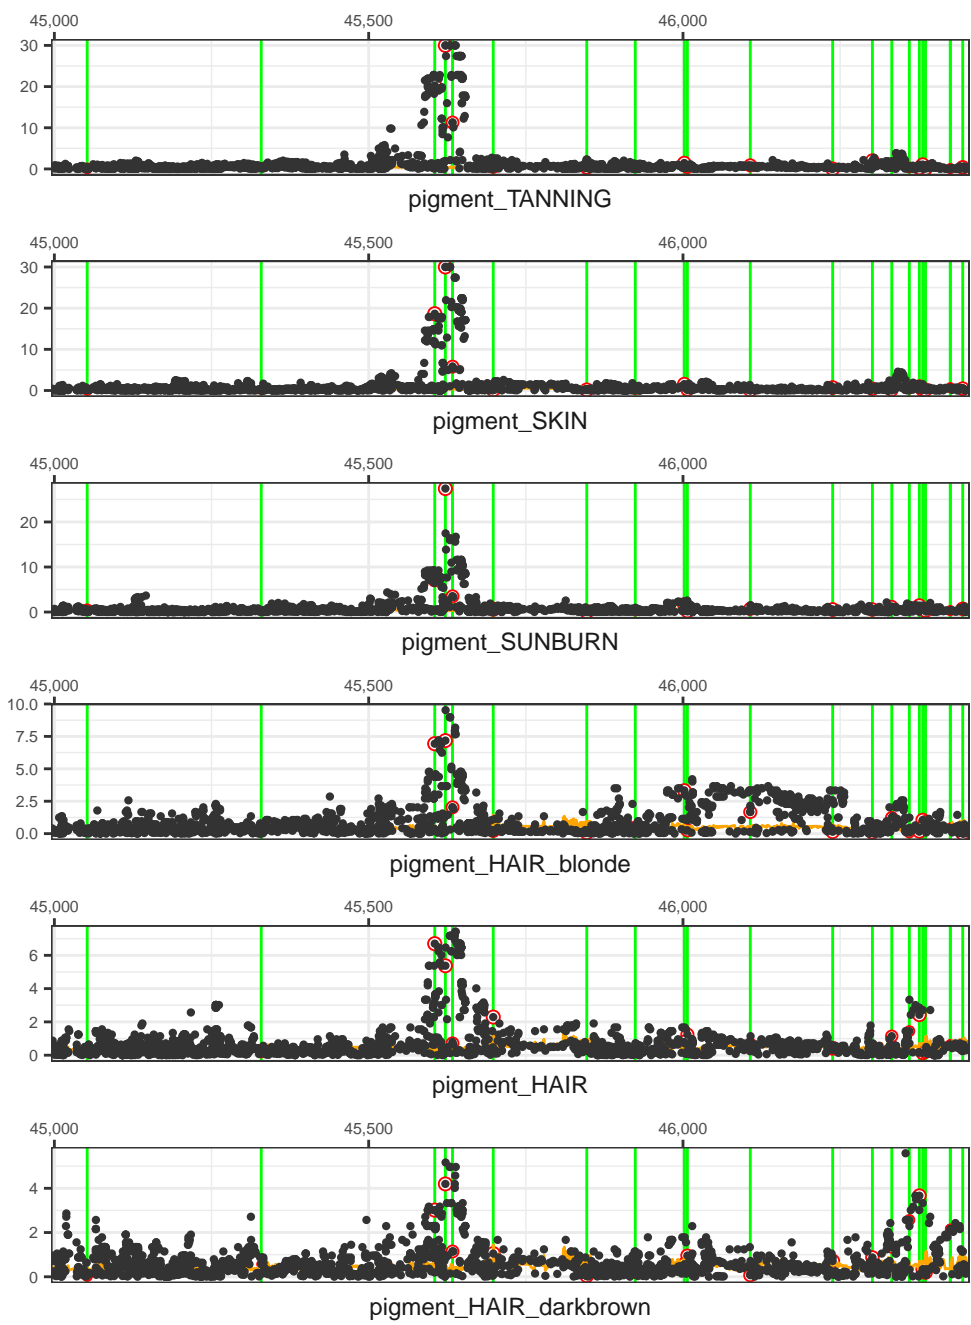 45,000 45,500 46,000
30
20
10
0
pigment_TANNING
45,000 45,500 46,000
30
20
10
0
pigment_SKIN
45,000 45,500 46,000
20
10
0
pigment_SUNBURN
45,000 45,500 46,000
10.0
7.5
5.0
2.5
0.0
pigment_HAIR_blonde
45,000 45,500 46,000
6
4
2
0
pigment_HAIR
45,000 45,500 46,000
4
2
0
pigment_HAIR_darkbrown